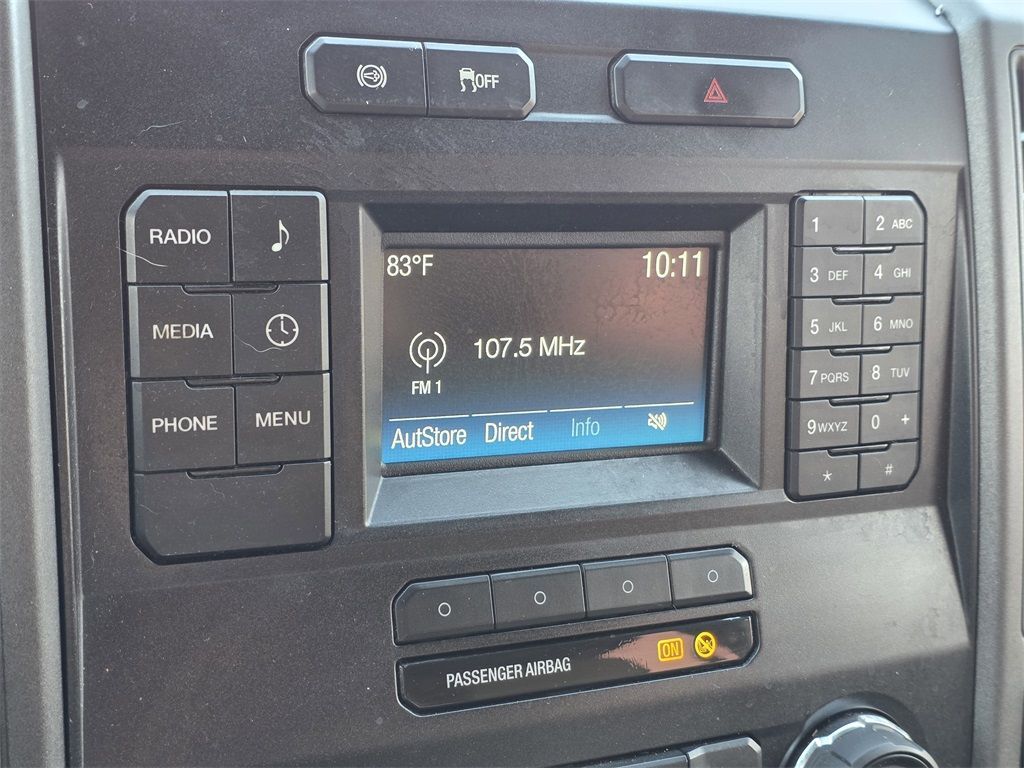 OFF
RADIO
MEDIA
PHONE MENU
83°F 10:11
107.5 MHz
FM 1
AutStore Direct Info
1 2 ABC
3 DEF 4 GHI
5 JKL 6 MNO
7 PQRS 8 TUV
9 WXYZ 0 +
* #
PASSENGER AIRBAG ON